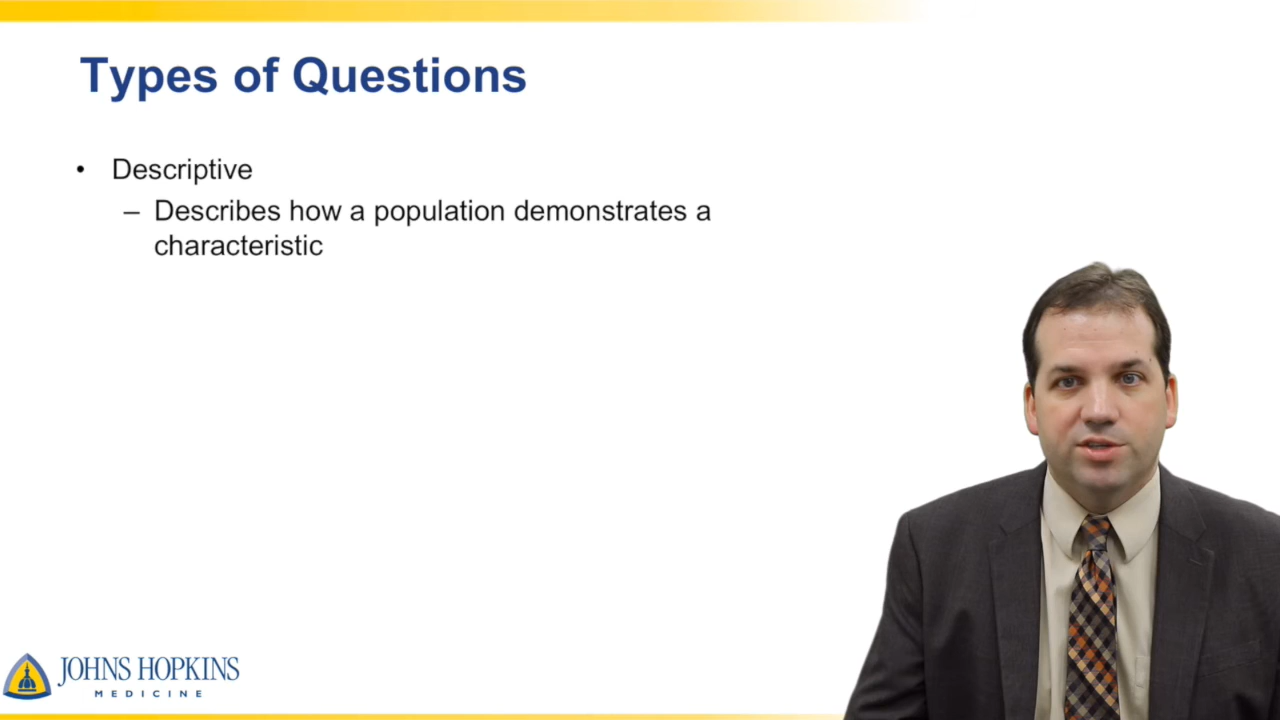 Types of Questions
• Descriptive
– Describes how a population demonstrates a
characteristic
JOHNS HOPKINS
MEDICINE